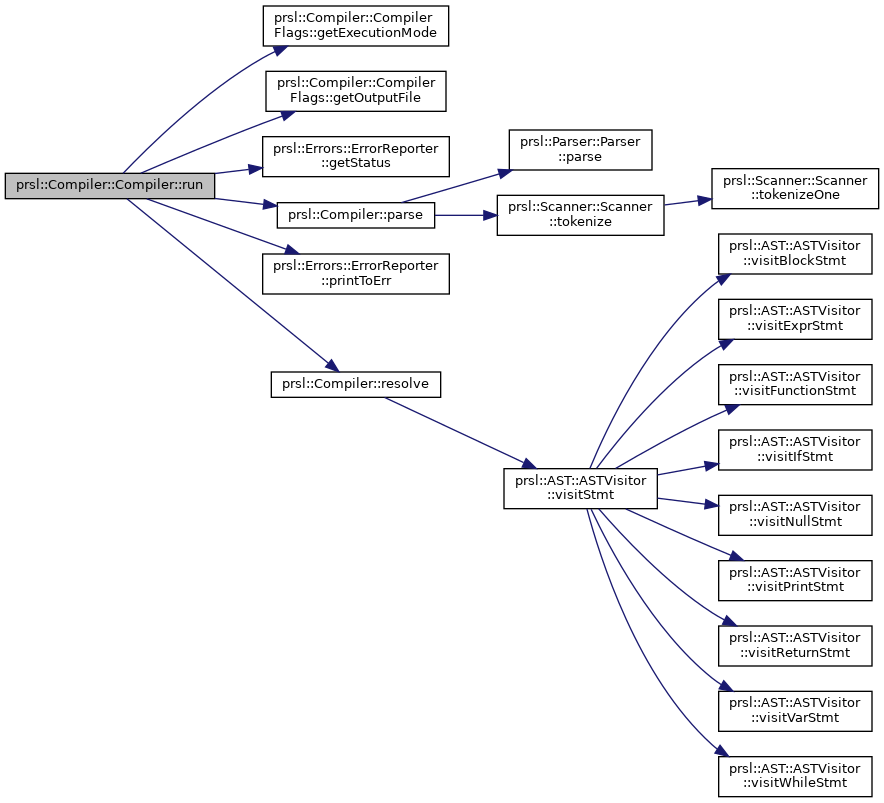 prsl::Compiler::Compiler
Flags::getExecutionMode
prsl::Compiler::Compiler
Flags::getOutputFile
prsl::Errors::ErrorReporter
::getStatus
prsl::Compiler::Compiler::run
prsl::Compiler::parse
prsl::Errors::ErrorReporter
::printToErr
prsl::Compiler::resolve
prsl::Parser::Parser
::parse
prsl::Scanner::Scanner
::tokenize
prsl::Scanner::Scanner
::tokenizeOne
prsl::AST::ASTVisitor
::visitStmt
prsl::AST::ASTVisitor
::visitBlockStmt
prsl::AST::ASTVisitor
::visitExprStmt
prsl::AST::ASTVisitor
::visitFunctionStmt
prsl::AST::ASTVisitor
::visitIfStmt
prsl::AST::ASTVisitor
::visitNullStmt
prsl::AST::ASTVisitor
::visitPrintStmt
prsl::AST::ASTVisitor
::visitReturnStmt
prsl::AST::ASTVisitor
::visitVarStmt
prsl::AST::ASTVisitor
::visitWhileStmt